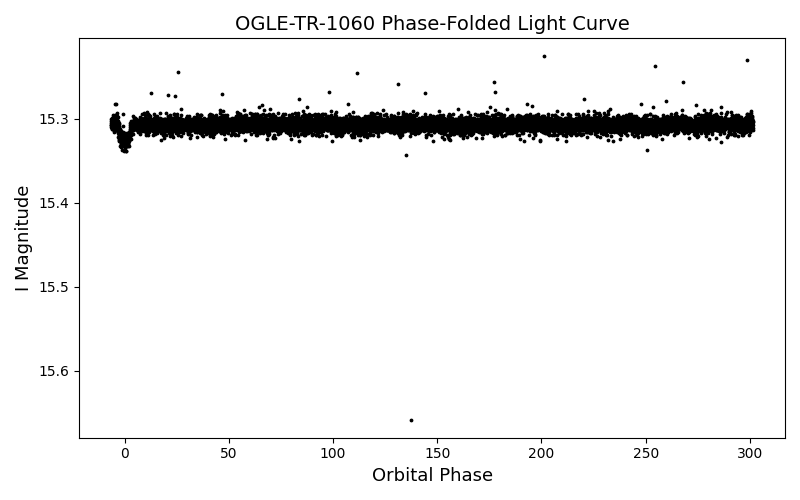 OGLE-TR-1060 Phase-Folded Light Curve
I Magnitude
15.3
15.4
15.5
15.6
0 50 100 150 200 250 300
Orbital Phase